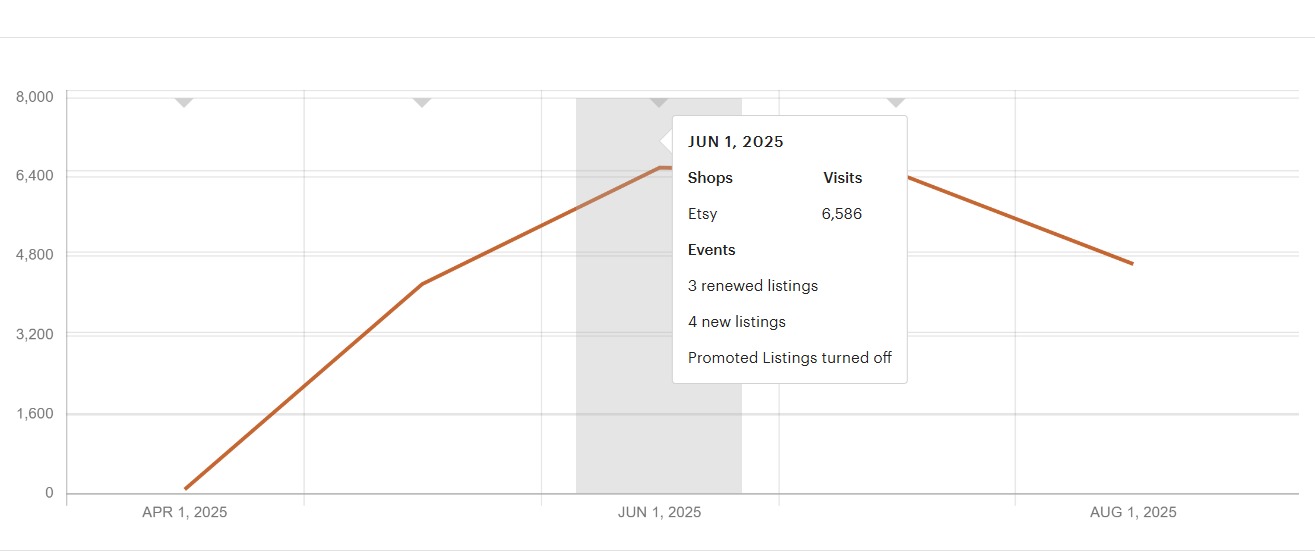 8,000
6,400
4,800
3,200
1,600
0
JUN 1, 2025
Shops Visits
Etsy 6,586
Events
3 renewed listings
4 new listings
Promoted Listings turned off
APR 1, 2025 JUN 1, 2025 AUG 1, 2025